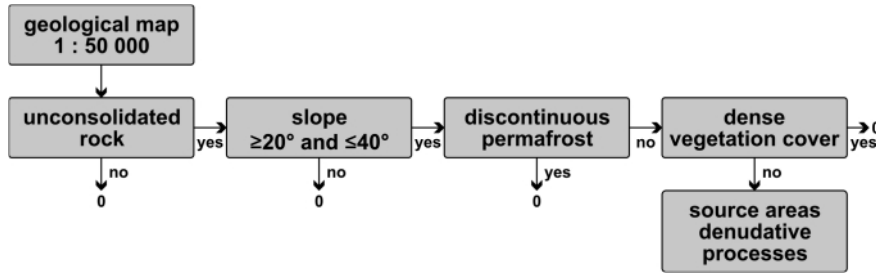 geological map
1 : 50 000
unconsolidated
rock
yes
no
0
slope
≥20° and ≤40°
yes
no
0
discontinuous
permafrost
no
yes
0
dense
vegetation cover
0
yes
no
source areas
denudative
processes